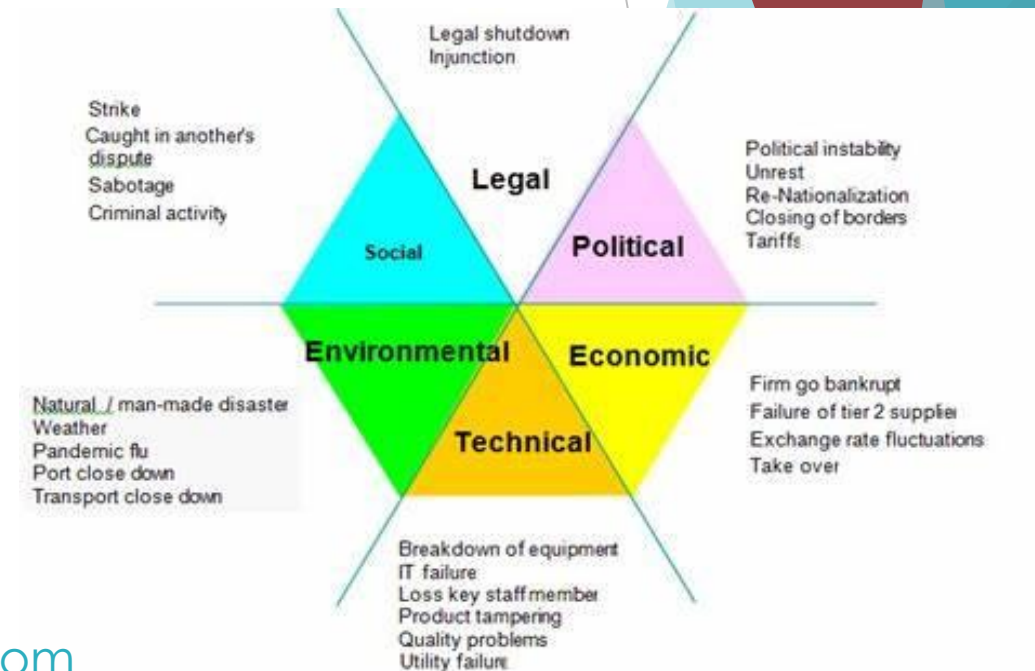 Legal shutdown
Injunction
Strike
Caught in another's
dispute
Sabotage
Criminal activity
Political instability
Unrest
Re-Nationalization
Closing of borders
Tariffs
Legal
Social
Political
Environmental
Economic
Technical
Natural / man-made disaster
Weather
Pandemic flu
Port close down
Transport close down
Firm go bankrupt
Failure of tier 2 supplier
Exchange rate fluctuations
Take over
Breakdown of equipment
IT failure
Loss key staff member
Product tampering
Quality problems
Utility failure
om